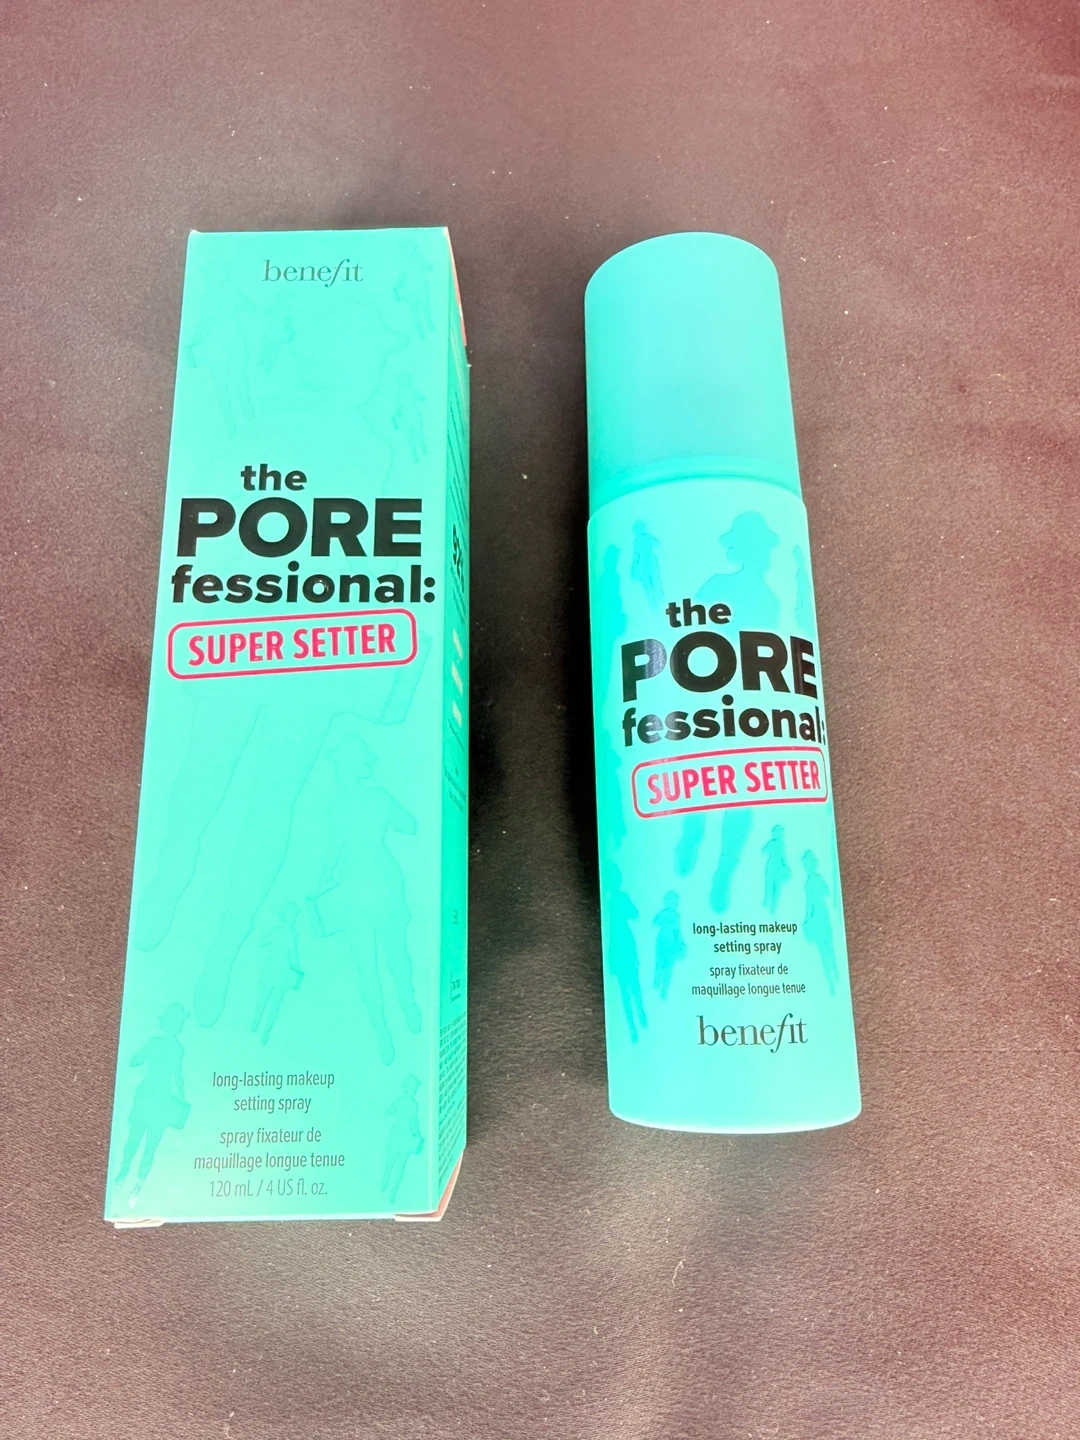 benefit
the
PORE
fessional:
SUPER SETTER
long-lasting makeup
setting spray
spray fixateur de
maquillage longue tenue
120 mL / 4 US fl. oz.
the
PORE
fessional:
SUPER SETTER
long-lasting makeup
setting spray
spray fixateur de
maquillage longue tenue
benefit